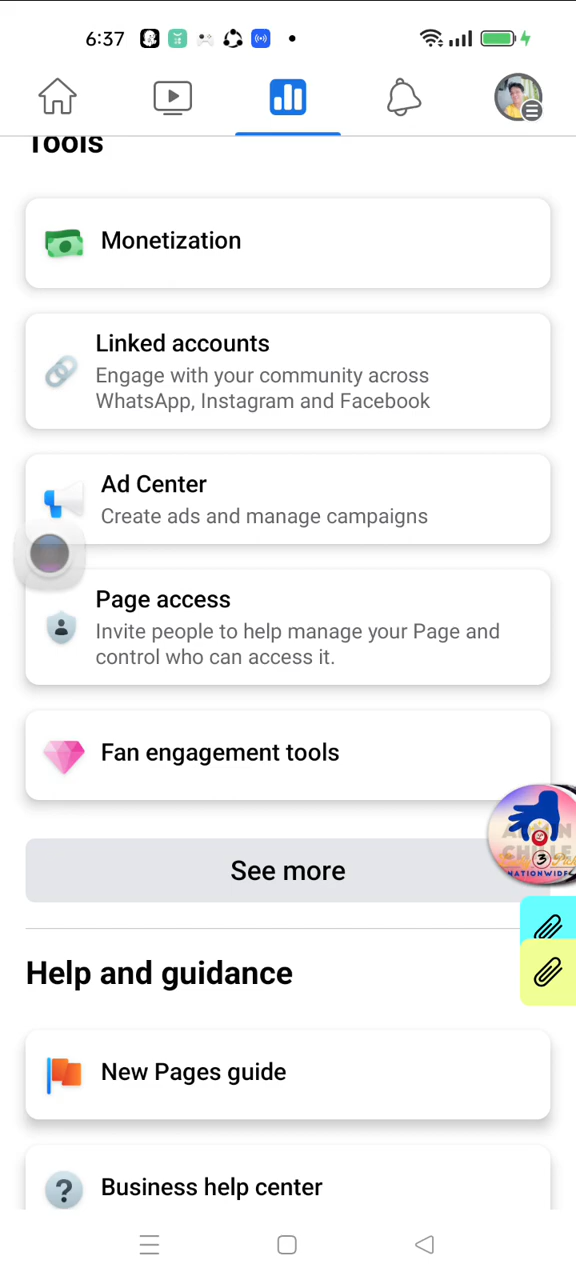 6:37
Tools
Monetization
Linked accounts
Engage with your community across
WhatsApp, Instagram and Facebook
Ad Center
Create ads and manage campaigns
Page access
Invite people to help manage your Page and
control who can access it.
Fan engagement tools
See more
3
NATIONWIDE
Help and guidance
New Pages guide
Business help center
?